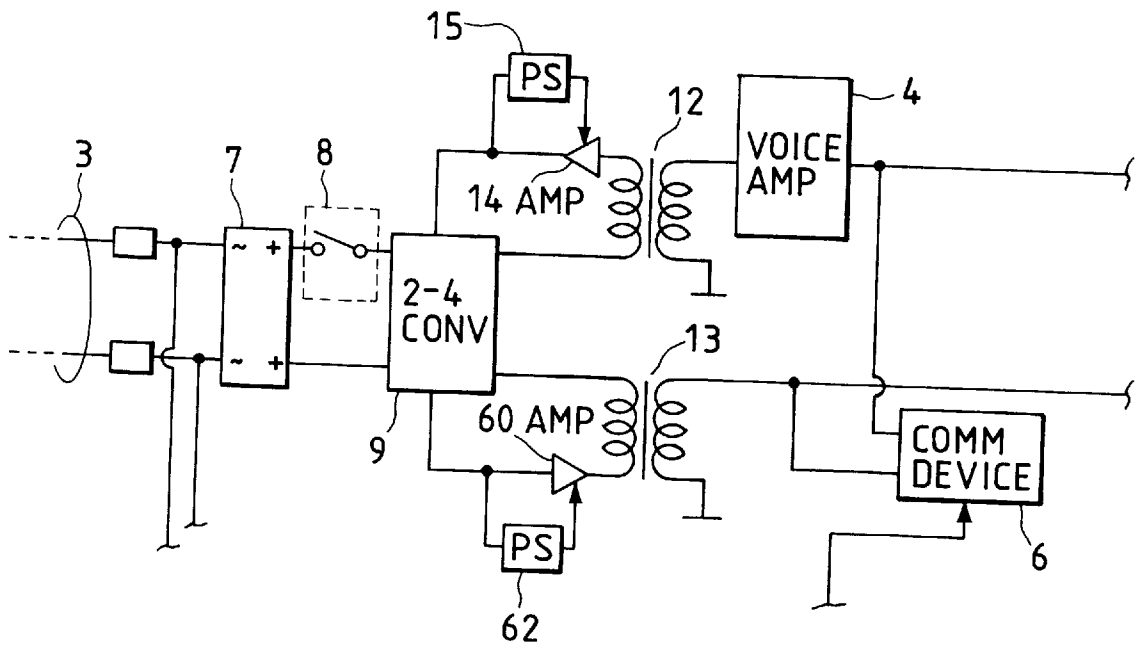 15
PS
12
4
3
7
8
14 AMP
VOICE
AMP
~ +
2-4
CONV
13
~ +
60 AMP
9
COMM
DEVICE
PS
6
62